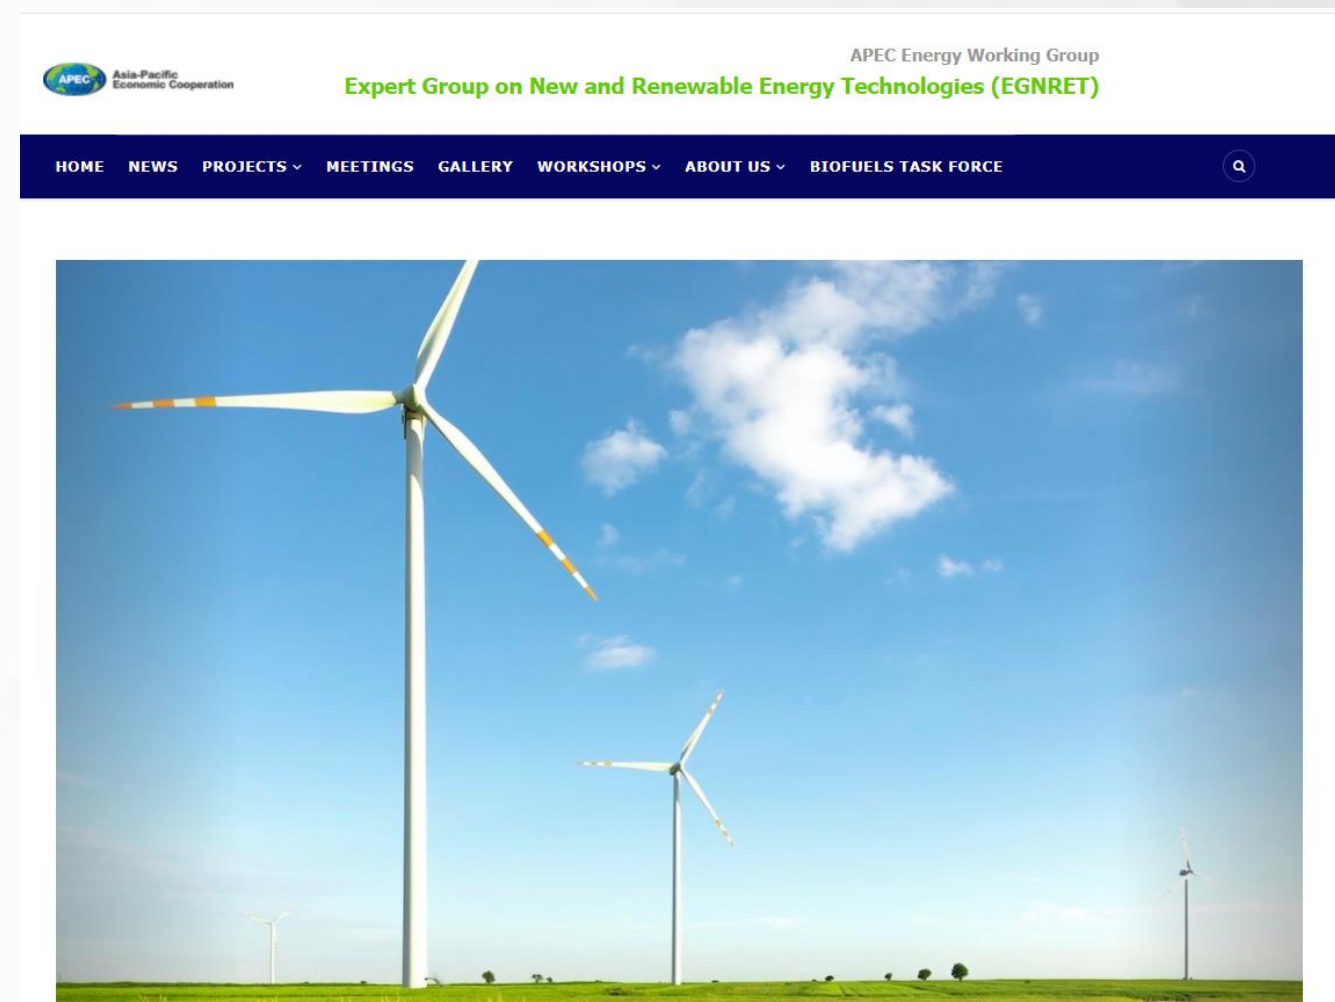 APEC
Asia-Pacific
Economic Cooperation
APEC Energy Working Group
Expert Group on New and Renewable Energy Technologies (EGNRET)
HOME NEWS PROJECTS MEETINGS GALLERY WORKSHOPS ABOUT US BIOFUELS TASK FORCE